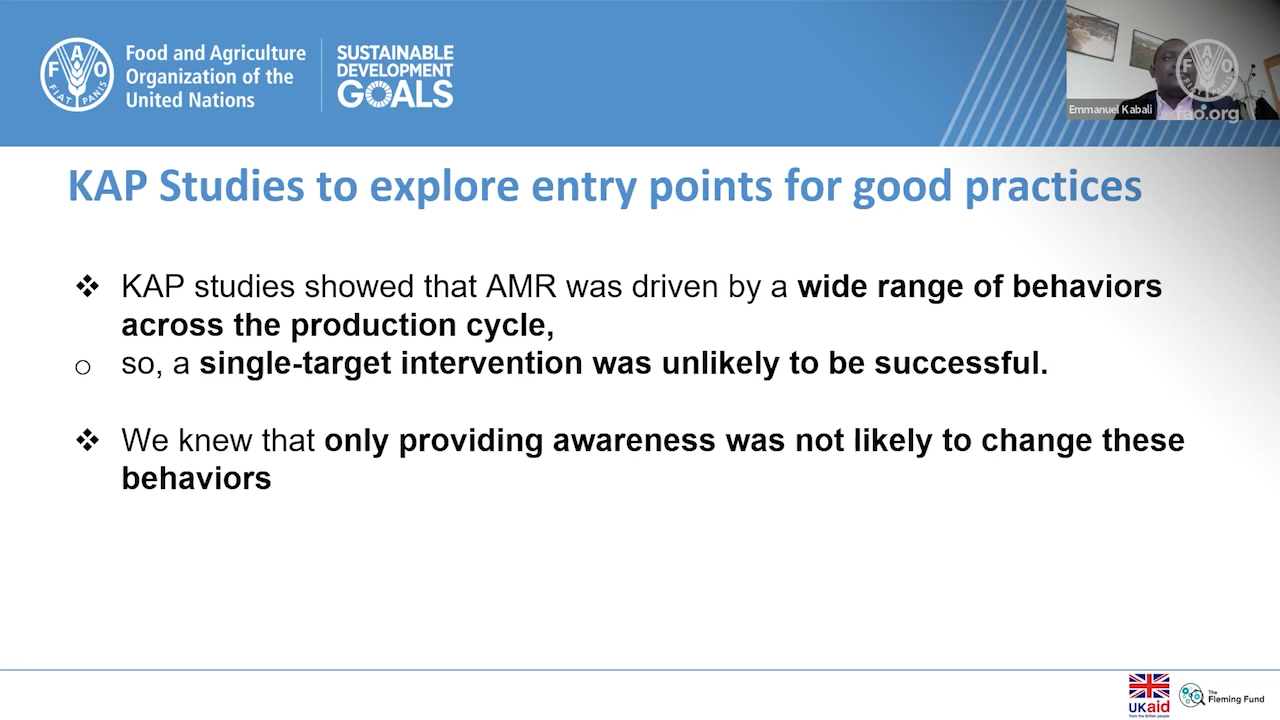 Food and Agriculture
Organization of the
United Nations
SUSTAINABLE
DEVELOPMENT
GOALS
F A O
FIAT PANIS
Emmanuel Kabali
F A O
fao.org
KAP Studies to explore entry points for good practices
❖ KAP studies showed that AMR was driven by a wide range of behaviors
across the production cycle,
o so, a single-target intervention was unlikely to be successful.
❖ We knew that only providing awareness was not likely to change these
behaviors
UKaid
from the British people
The
Fleming Fund